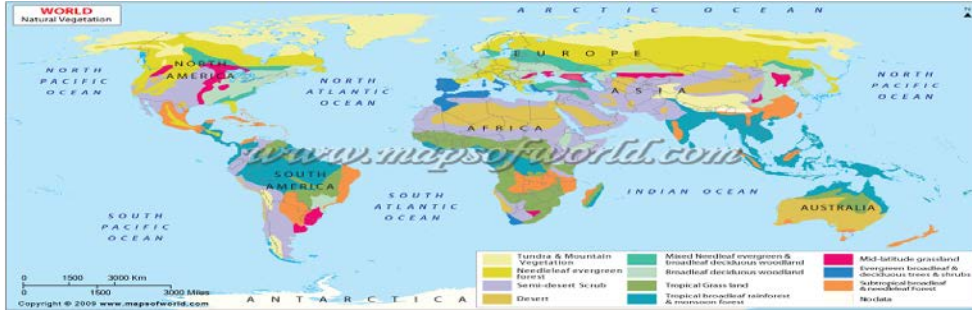 WORLD
Natural Vegetation
ARCTIC OCEAN
N
EUROPE
NORTH
AMERICA
NORTH
PACIFIC
OCEAN
NORTH
ATLANTIC
OCEAN
ASIA
NORTH
PACIFIC
OCEAN
AFRICA
www.mapsofworld.com
SOUTH
AMERICA
SOUTH
ATLANTIC
OCEAN
INDIAN OCEAN
SOUTH
PACIFIC
OCEAN
AUSTRALIA
Tundra & Mountain
Vegetation
Needleleaf evergreen
forest
Semi-desert Scrub
Desert
Mixed Needleleaf evergreen &
broadleaf deciduous woodland
Broadleaf deciduous woodland
Tropical Grass land
Tropical broadleaf rainforest
& monsoon forest
Mid-latitude grassland
Evergreen broadleaf &
deciduous trees & shrubs
Subtropical broadleaf
& needleleaf Forest
No data
0 1500 3000 Km
0 1500 3000 Miles
Copyright © 2009 www.mapsofworld.com
ANTARCTICA